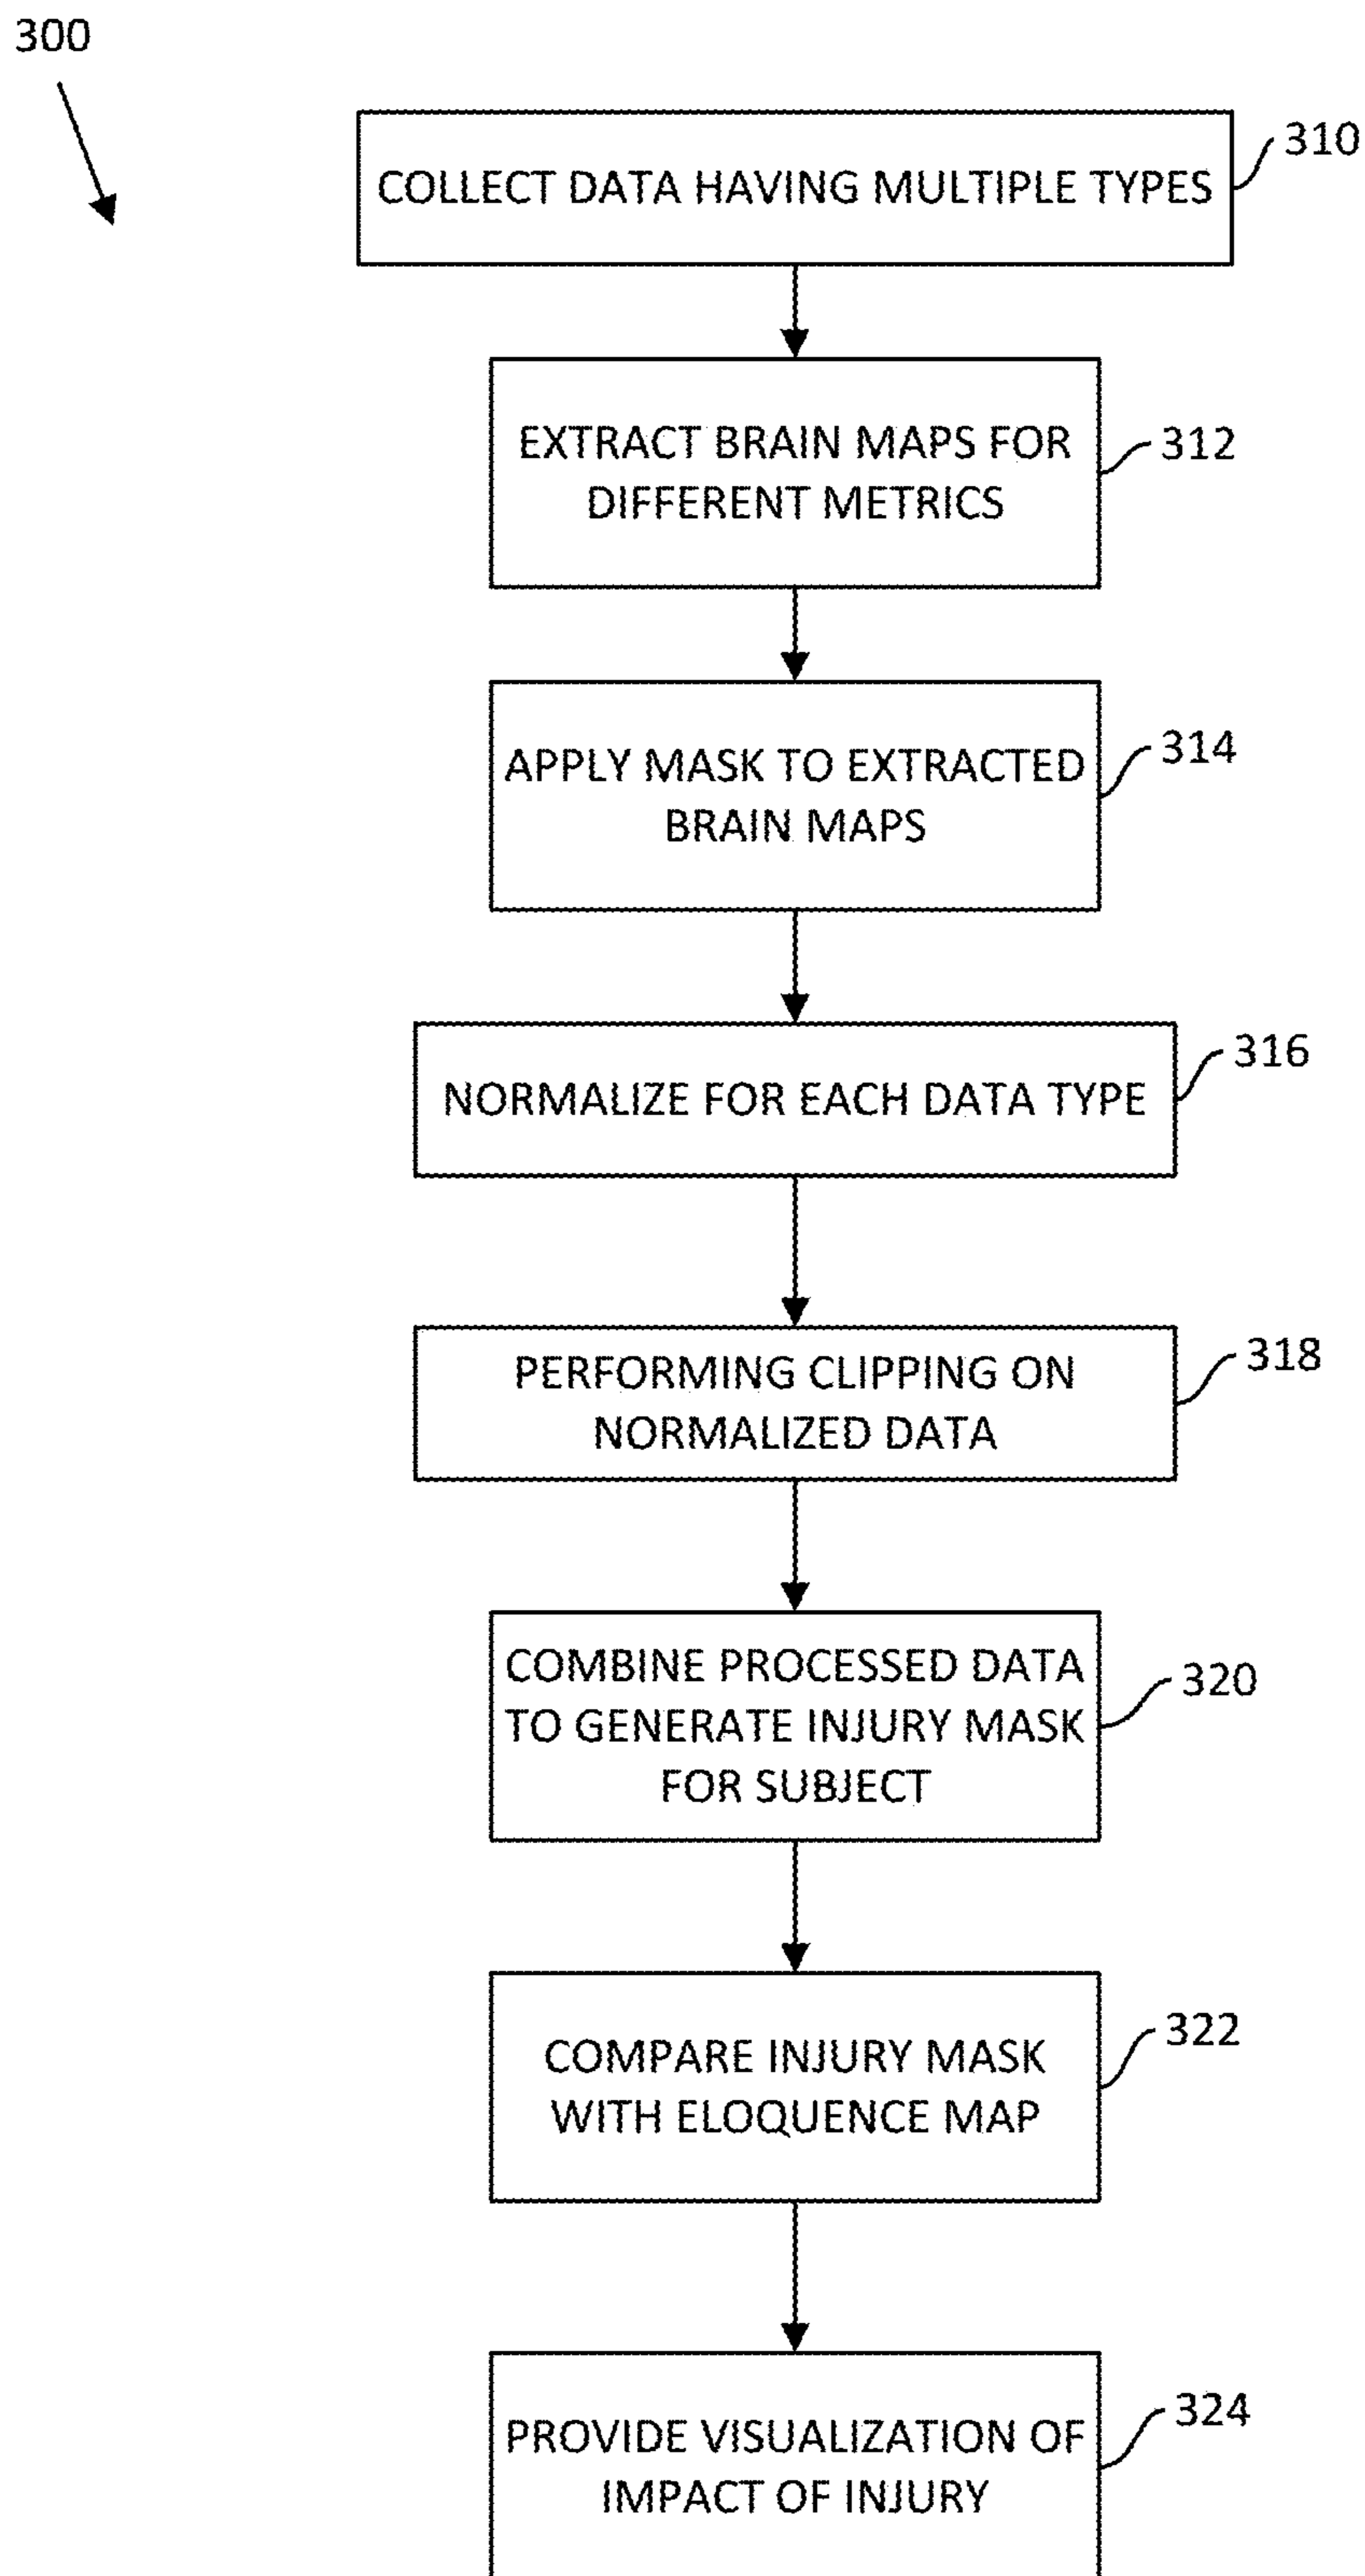 300
COLLECT DATA HAVING MULTIPLE TYPES
310
EXTRACT BRAIN MAPS FOR
DIFFERENT METRICS
312
APPLY MASK TO EXTRACTED
BRAIN MAPS
314
NORMALIZE FOR EACH DATA TYPE
316
PERFORMING CLIPPING ON
NORMALIZED DATA
318
COMBINE PROCESSED DATA
TO GENERATE INJURY MASK
FOR SUBJECT
320
COMPARE INJURY MASK
WITH ELOQUENCE MAP
322
PROVIDE VISUALIZATION OF
IMPACT OF INJURY
324